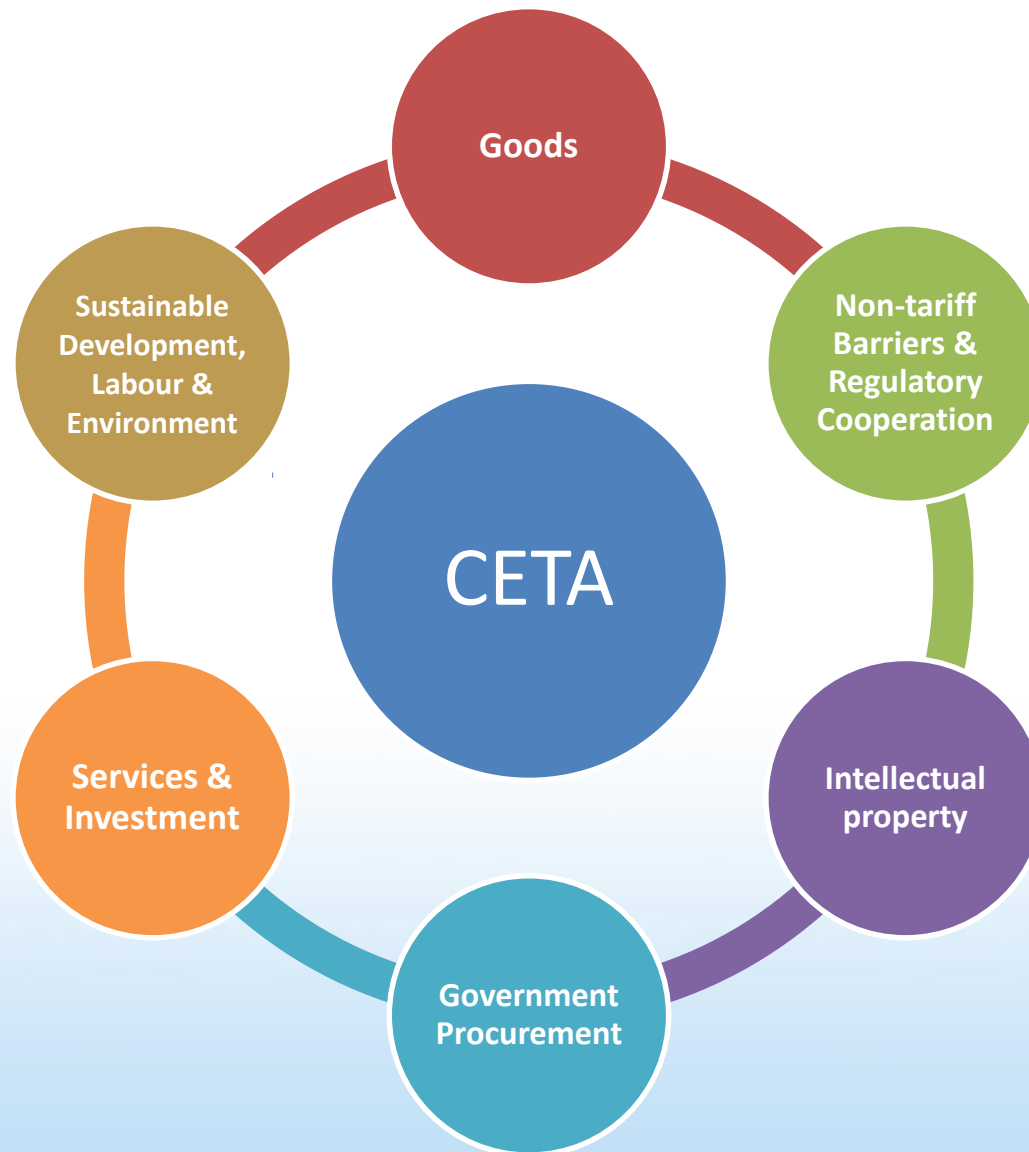 Goods
Non-tariff
Barriers &
Regulatory
Cooperation
Intellectual
property
Government
Procurement
Services &
Investment
Sustainable
Development,
Labour &
Environment
CETA